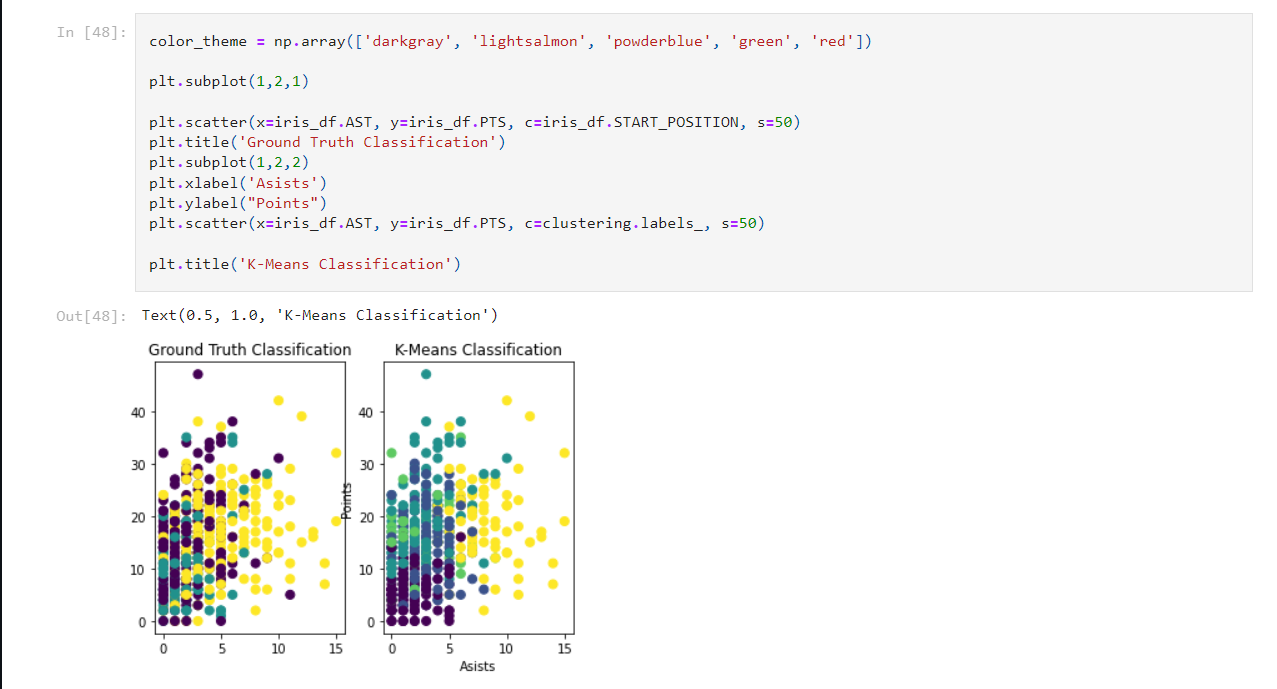 In [48]:
color_theme = np.array(['darkgray', 'lightsalmon', 'powderblue', 'green', 'red'])
plt.subplot(1,2,1)
plt.scatter(x=iris_df.AST, y=iris_df.PTS, c=iris_df.START_POSITION, s=50)
plt.title('Ground Truth Classification')
plt.subplot(1,2,2)
plt.xlabel('Asists')
plt.ylabel("Points")
plt.scatter(x=iris_df.AST, y=iris_df.PTS, c=clustering.labels_, s=50)
plt.title('K-Means Classification')
Out[48]: Text(0.5, 1.0, 'K-Means Classification')
Ground Truth Classification
40
30
20
10
0
0 5 10 15
K-Means Classification
Points
40
30
20
10
0
0 5 10 15
Asists